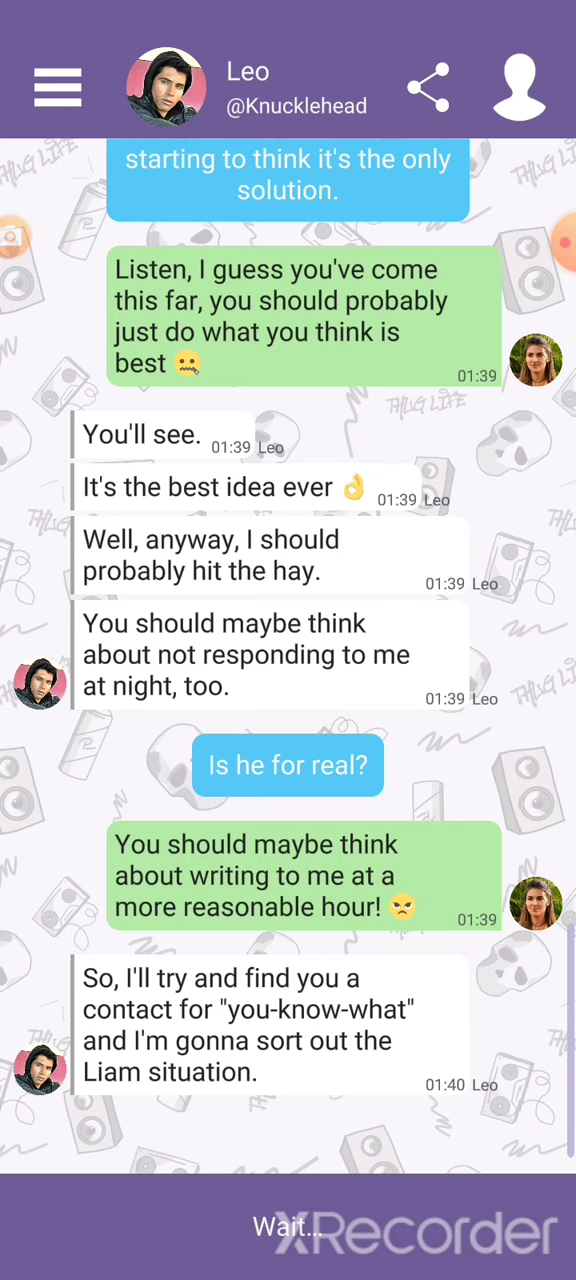 Leo
@Knucklehead
starting to think it's the only
solution.
THUG LIFE
Listen, I guess you've come
this far, you should probably
just do what you think is
best 🤐
01:39
THUG LIFE
You'll see.
01:39 Leo
It's the best idea ever 👌
01:39 Leo
Well, anyway, I should
probably hit the hay.
01:39 Leo
You should maybe think
about not responding to me
at night, too.
01:39 Leo
Is he for real?
You should maybe think
about writing to me at a
more reasonable hour! 😠
01:39
So, I'll try and find you a
contact for "you-know-what"
and I'm gonna sort out the
Liam situation.
01:40 Leo
Wait...
XRecorder